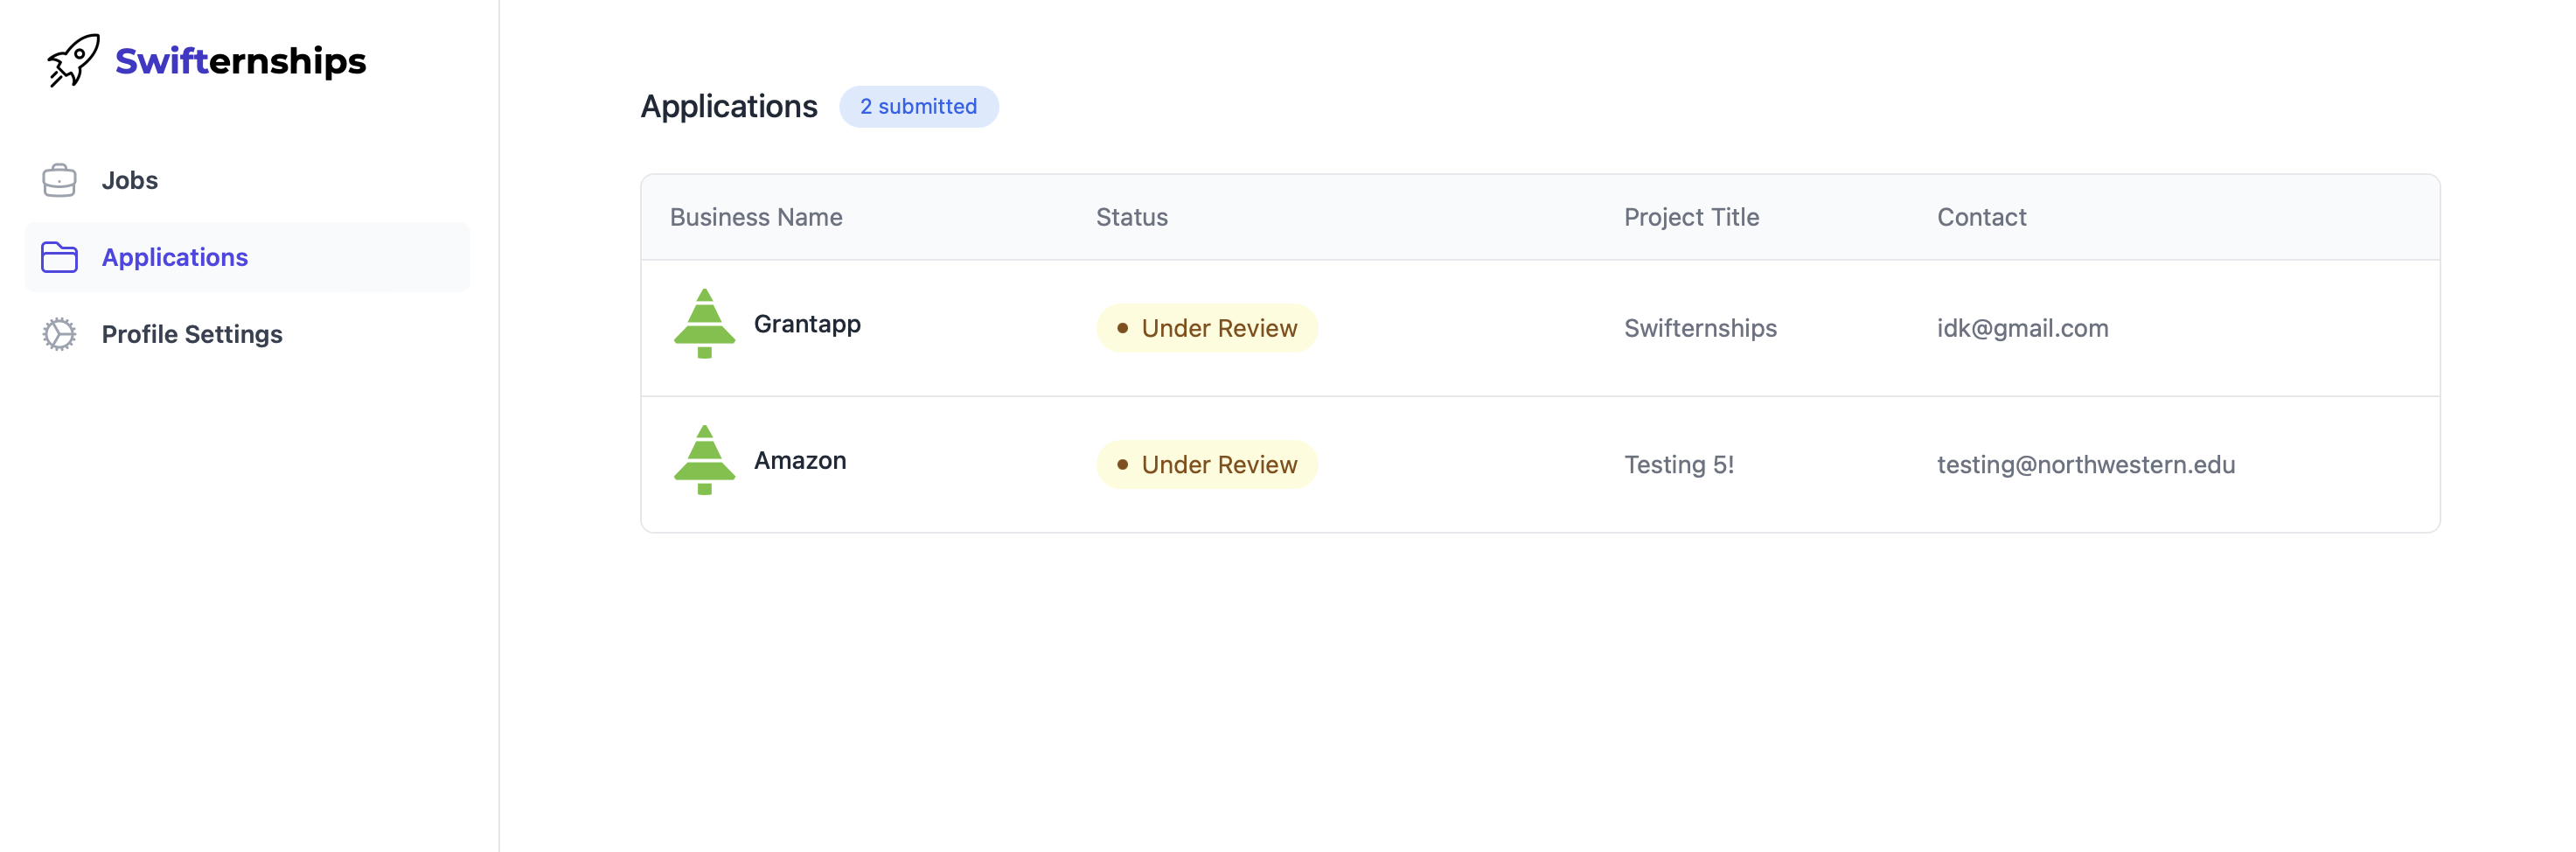 Swifternships
Jobs
Applications
Profile Settings
Applications 2 submitted
Business Name Status Project Title Contact
Grantapp Under Review Swifternships idk@gmail.com
Amazon Under Review Testing 5! testing@northwestern.edu